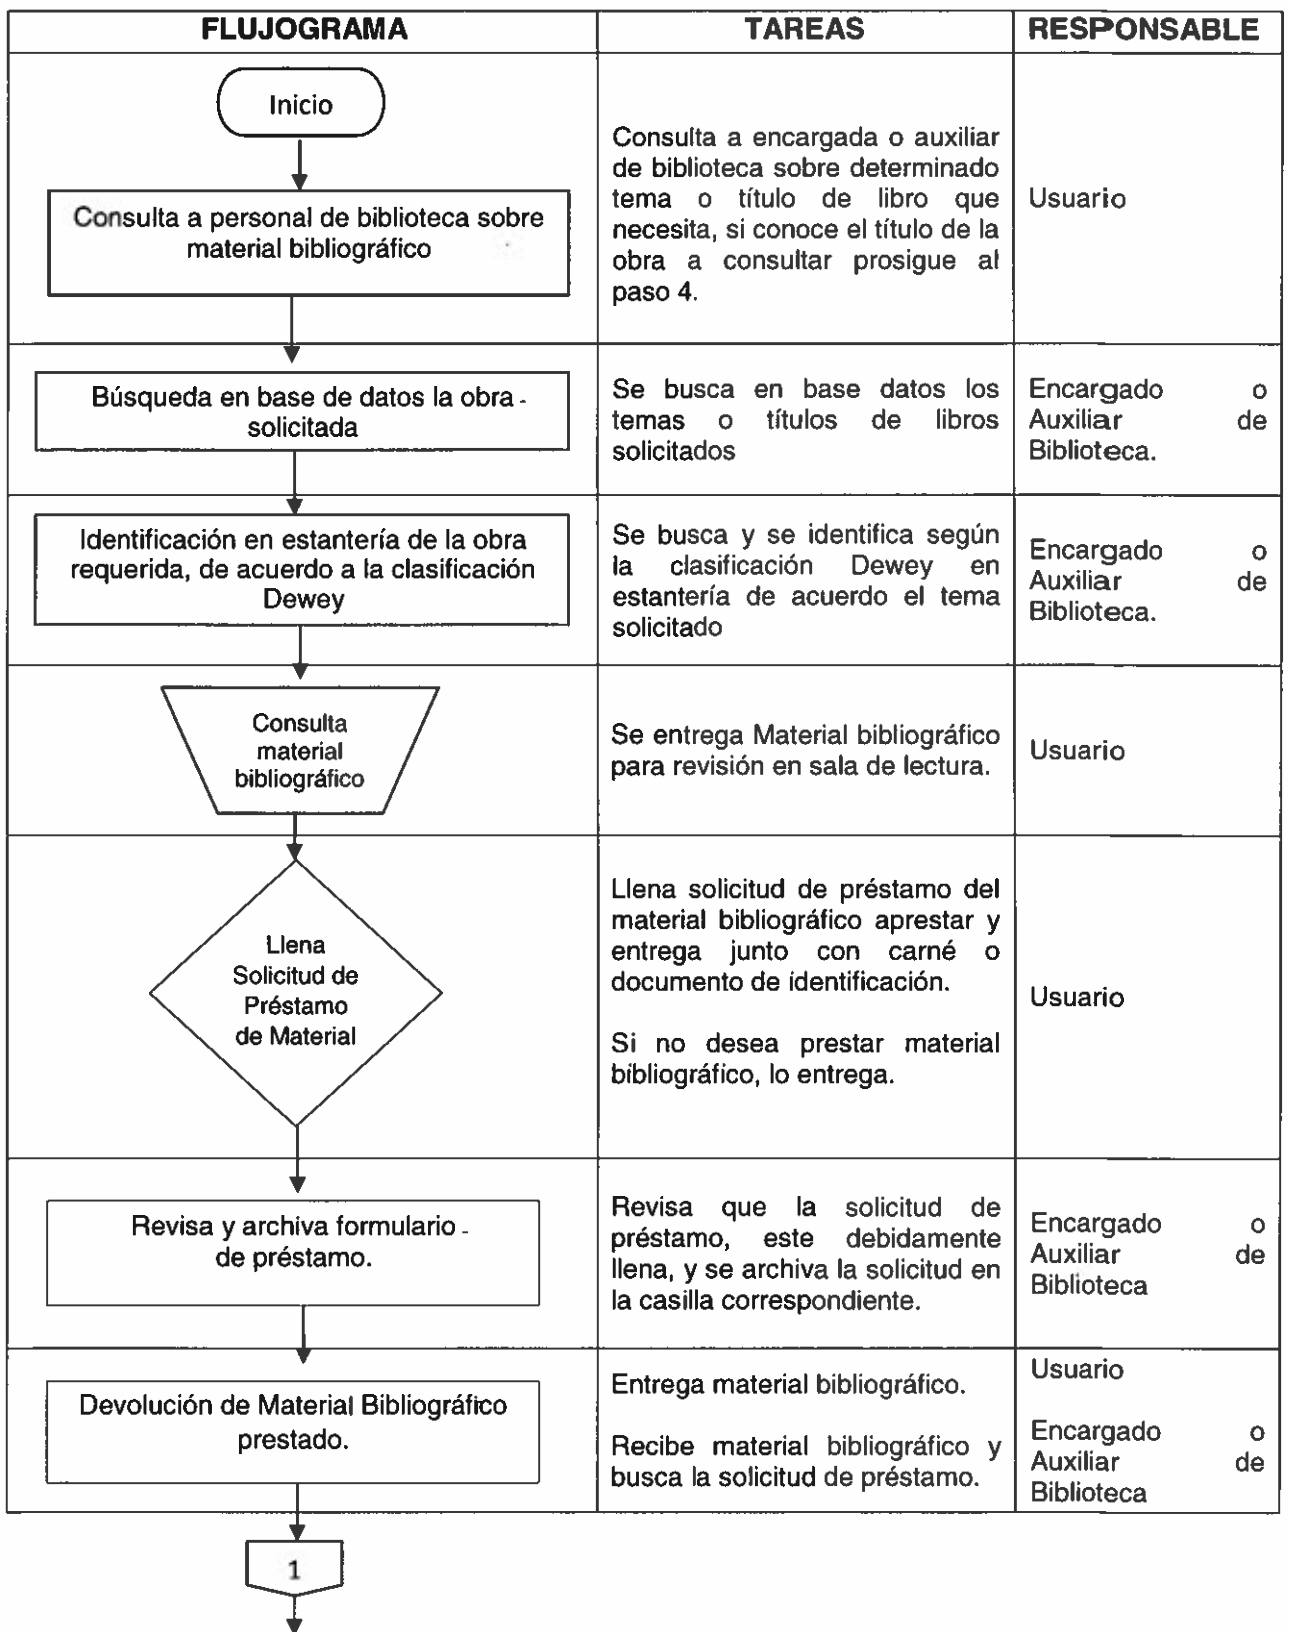 FLUJOGRAMA
TAREAS
RESPONSABLE
Inicio
Consulta a personal de biblioteca sobre
material bibliográfico
Consulta a encargada o auxiliar
de biblioteca sobre determinado
tema o título de libro que
necesita, si conoce el título de la
obra a consultar prosigue al
paso 4.
Usuario
Búsqueda en base de datos la obra
solicitada
Se busca en base datos los
temas o títulos de libros
solicitados
Encargado o
Auxiliar de
Biblioteca.
Identificación en estantería de la obra
requerida, de acuerdo a la clasificación
Dewey
Se busca y se identifica según
la clasificación Dewey en
estantería de acuerdo el tema
solicitado
Encargado o
Auxiliar de
Biblioteca.
Consulta
material
bibliográfico
Se entrega Material bibliográfico
para revisión en sala de lectura.
Usuario
Llena
Solicitud de
Préstamo
de Material
Llena solicitud de préstamo del
material bibliográfico aprestar y
entrega junto con carné o
documento de identificación.
Si no desea prestar material
bibliográfico, lo entrega.
Usuario
Revisa y archiva formulario
de préstamo.
Revisa que la solicitud de
préstamo, este debidamente
llena, y se archiva la solicitud en
la casilla correspondiente.
Encargado o
Auxiliar de
Biblioteca
Devolución de Material Bibliográfico
prestado.
Entrega material bibliográfico.
Recibe material bibliográfico y
busca la solicitud de préstamo.
Usuario
Encargado o
Auxiliar de
Biblioteca
1